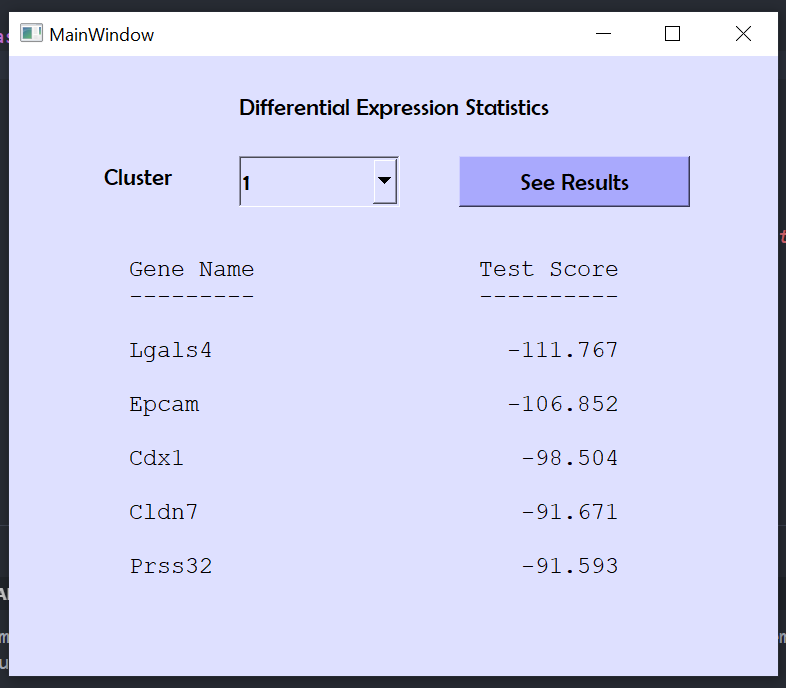 MainWindow
Differential Expression Statistics
Cluster 1 See Results
Gene Name Test Score
--------- ----------
Lgals4 -111.767
Epcam -106.852
Cdx1 -98.504
Cldn7 -91.671
Prss32 -91.593